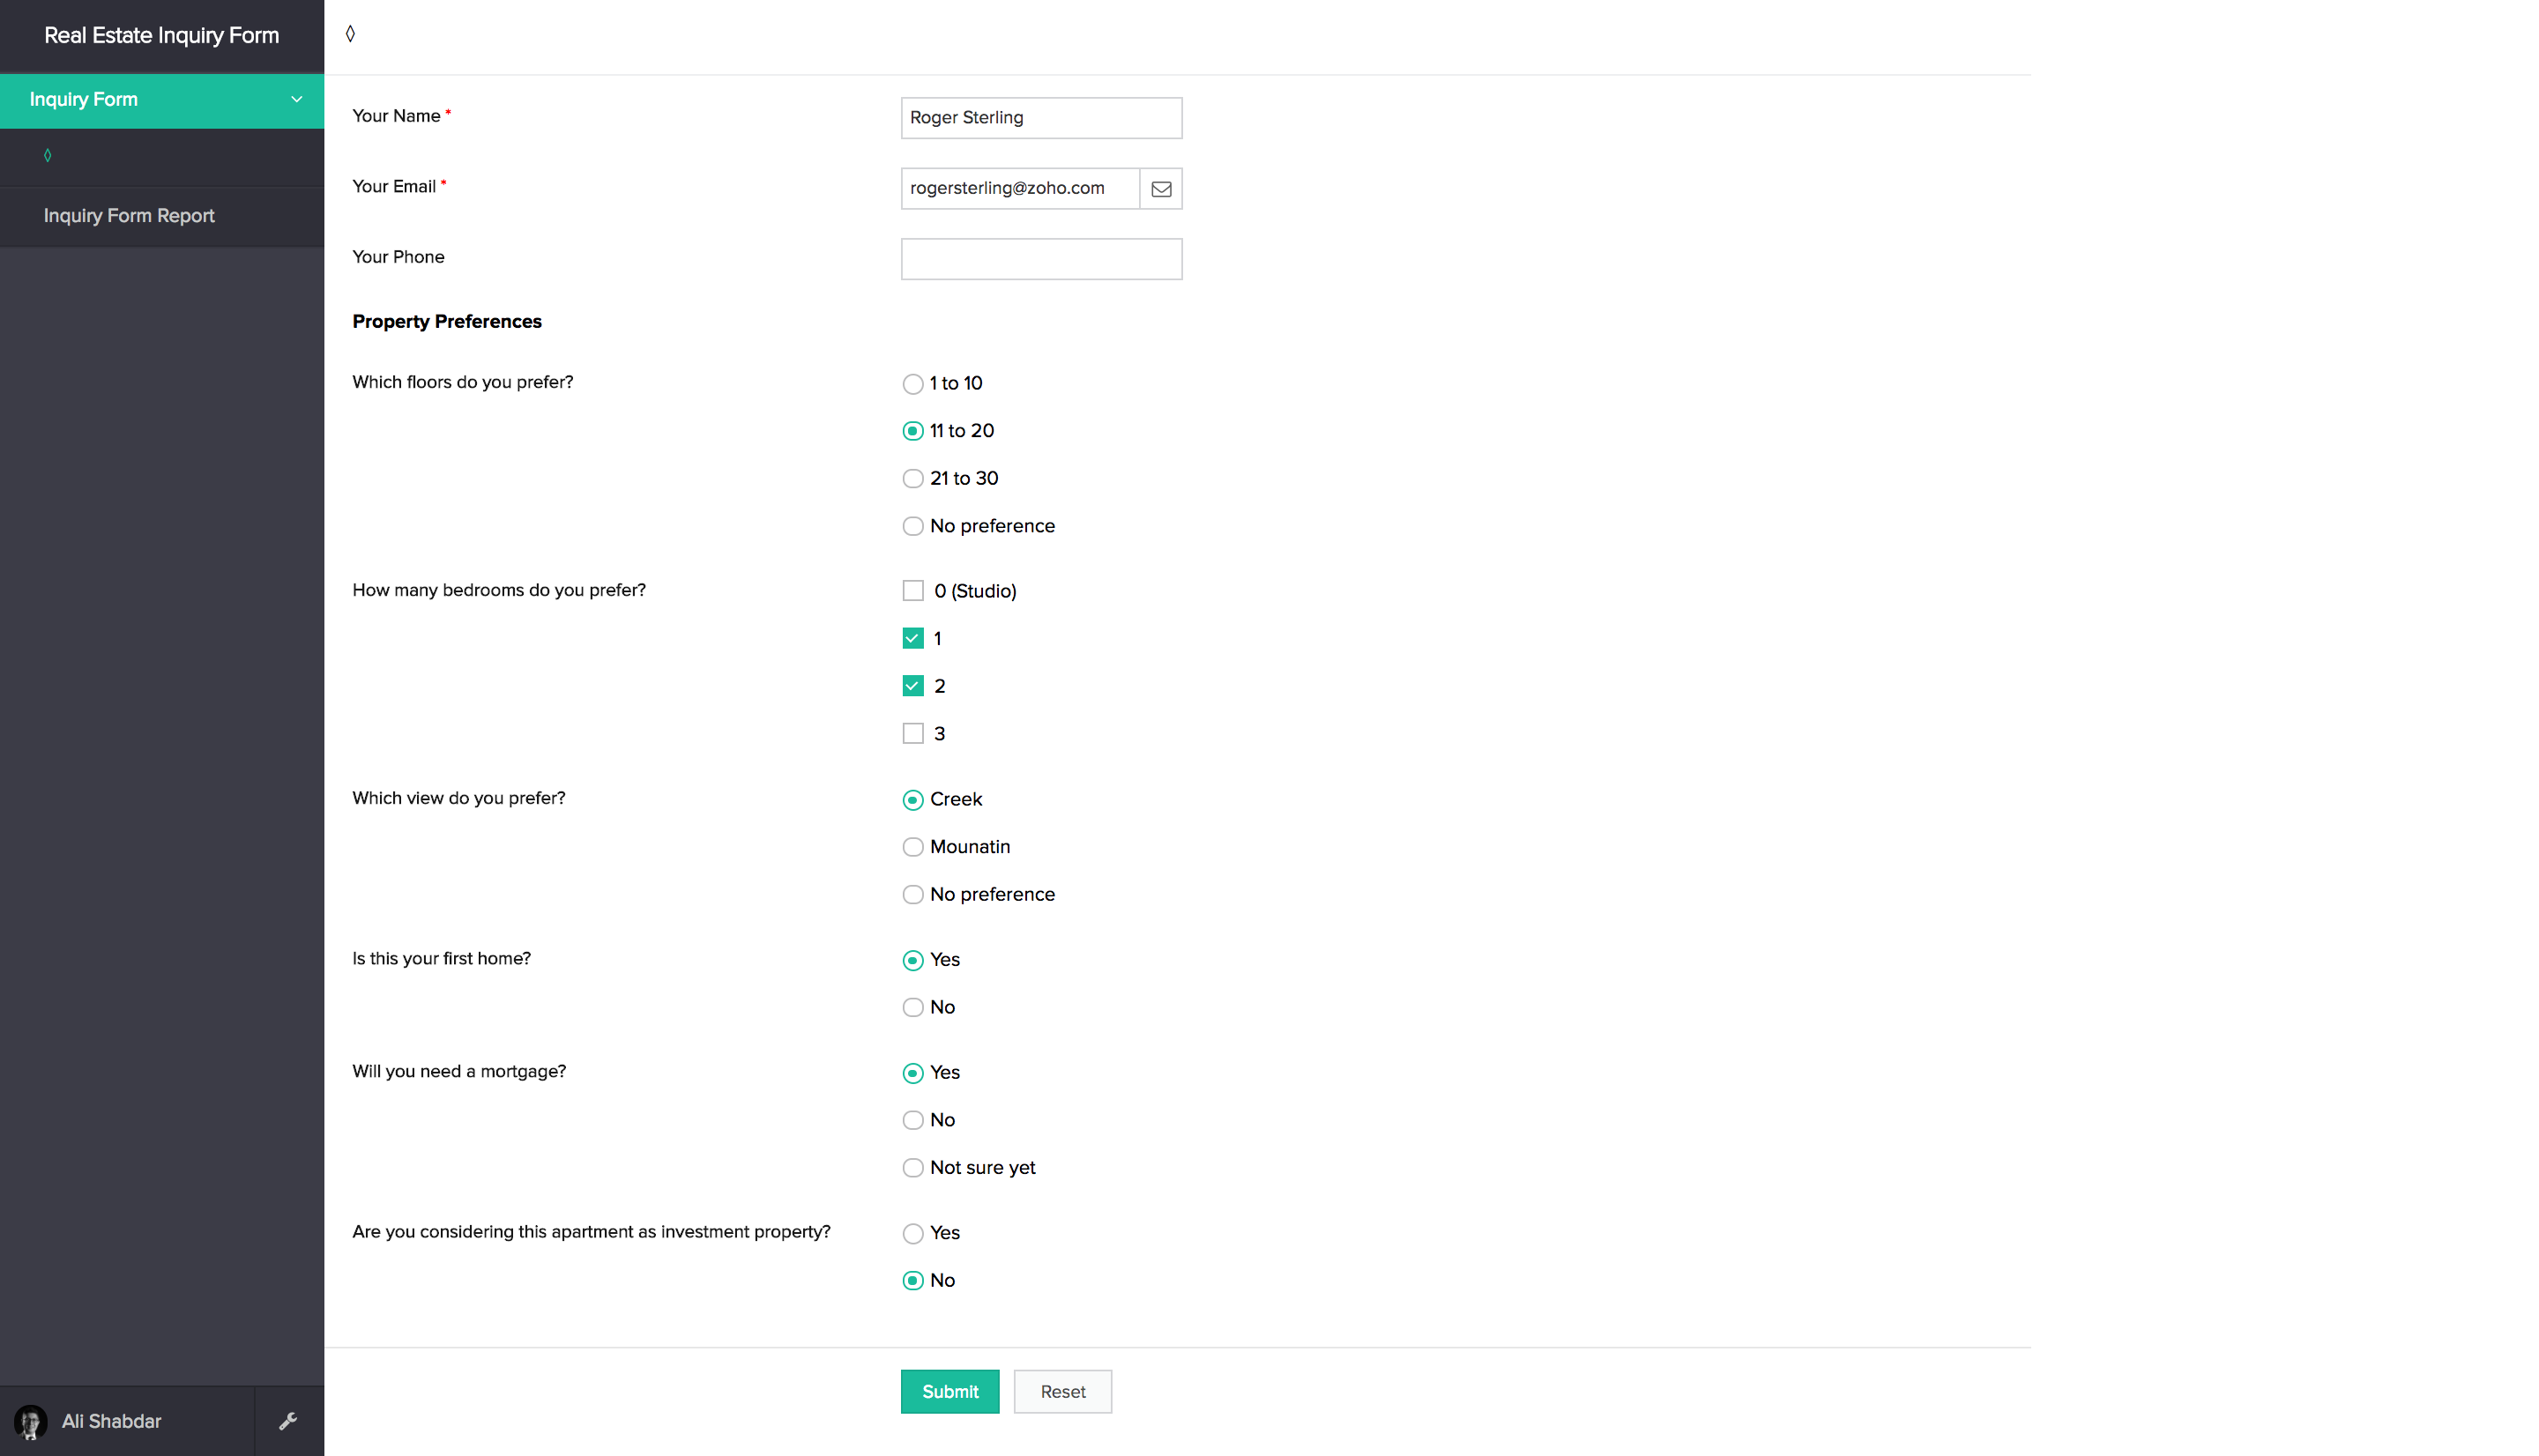 Real Estate Inquiry Form
◊
Inquiry Form
◊
Inquiry Form Report
Your Name *
Roger Sterling
Your Email *
rogersterling@zoho.com
Your Phone
Property Preferences
Which floors do you prefer?
1 to 10
11 to 20
21 to 30
No preference
How many bedrooms do you prefer?
0 (Studio)
1
2
3
Which view do you prefer?
Creek
Mounatin
No preference
Is this your first home?
Yes
No
Will you need a mortgage?
Yes
No
Not sure yet
Are you considering this apartment as investment property?
Yes
No
Submit
Reset
Ali Shabdar